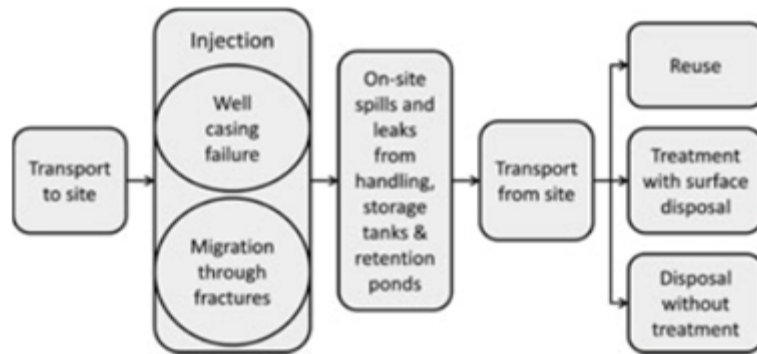 Transport
to site
Injection
Well
casing
failure
Migration
through
fractures
On-site
spills and
leaks
from
handling,
storage
tanks &
retention
ponds
Transport
from site
Reuse
Treatment
with surface
disposal
Disposal
without
treatment